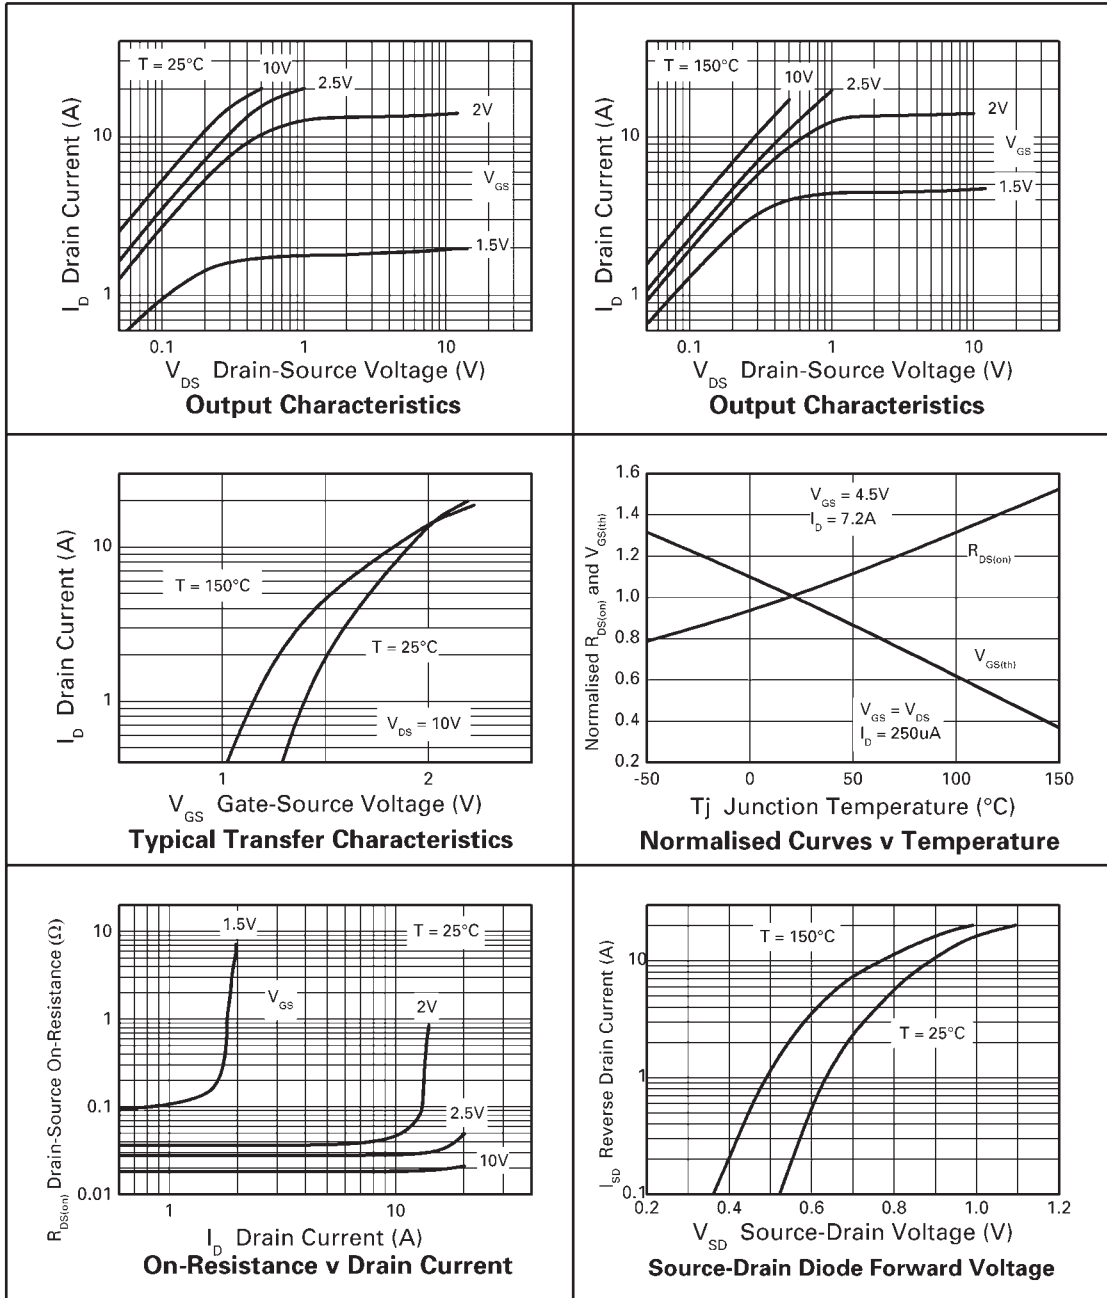 T = 25°C
10V
2.5V
2V
V_GS
1.5V
10
1
0.1
1
10
I_D Drain Current (A)
V_DS Drain-Source Voltage (V)
Output Characteristics
T = 150°C
10V
2.5V
2V
V_GS
1.5V
10
1
0.1
1
10
I_D Drain Current (A)
V_DS Drain-Source Voltage (V)
Output Characteristics
10
1
T = 150°C
T = 25°C
V_DS = 10V
1
2
I_D Drain Current (A)
V_GS Gate-Source Voltage (V)
Typical Transfer Characteristics
1.6
1.4
1.2
1.0
0.8
0.6
0.4
0.2
V_GS = 4.5V
I_D = 7.2A
R_DS(on)
V_GS(th)
V_GS = V_DS
I_D = 250uA
-50
0
50
100
150
Normalised R_DS(on) and V_GS(th)
Tj Junction Temperature (°C)
Normalised Curves v Temperature
10
1
0.1
0.01
1.5V
T = 25°C
V_GS
2V
2.5V
10V
1
10
R_DS(on) Drain-Source On-Resistance (Ω)
I_D Drain Current (A)
On-Resistance v Drain Current
10
1
0.1
T = 150°C
T = 25°C
0.2
0.4
0.6
0.8
1.0
1.2
I_SD Reverse Drain Current (A)
V_SD Source-Drain Voltage (V)
Source-Drain Diode Forward Voltage